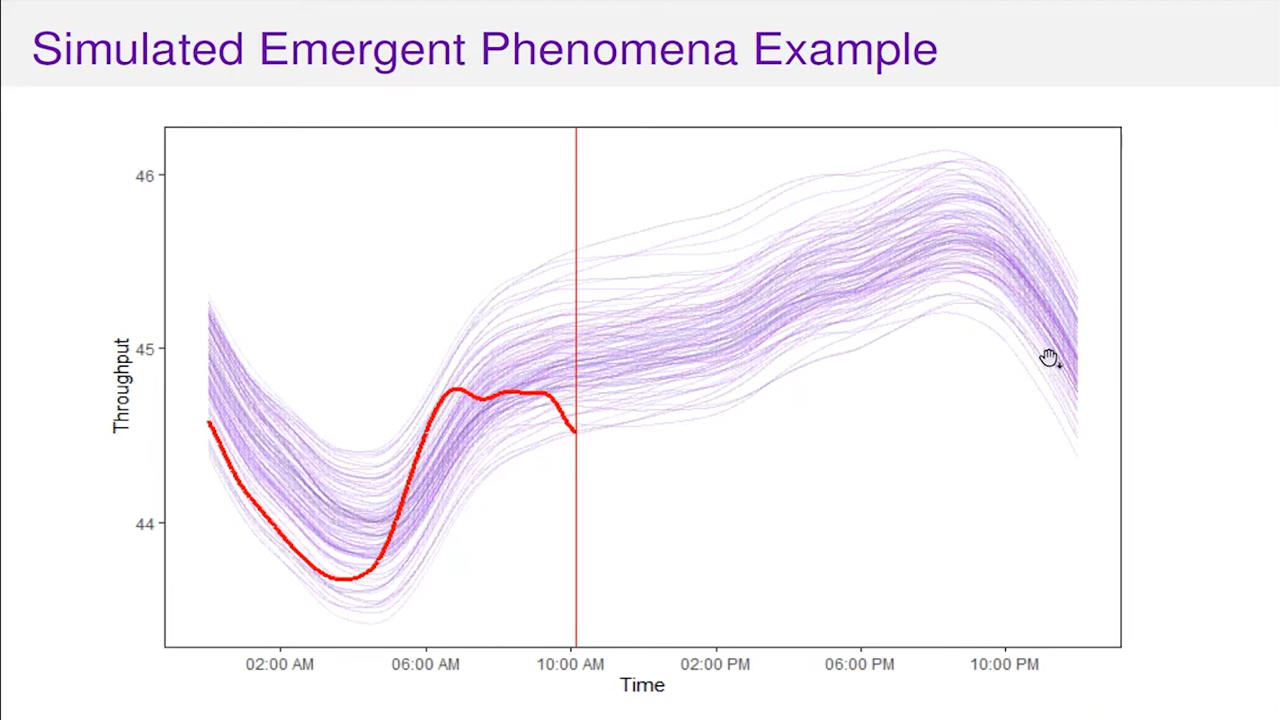 Simulated Emergent Phenomena Example
46
45
44
Throughput
02:00 AM 06:00 AM 10:00 AM 02:00 PM 06:00 PM 10:00 PM
Time